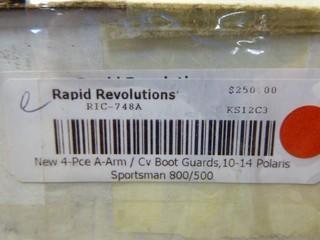 e
Rapid Revolutions
$250.00
RIC-748A
KS12C3
New 4-Pce A-Arm / Cv Boot Guards,10-14 Polaris
Sportsman 800/500